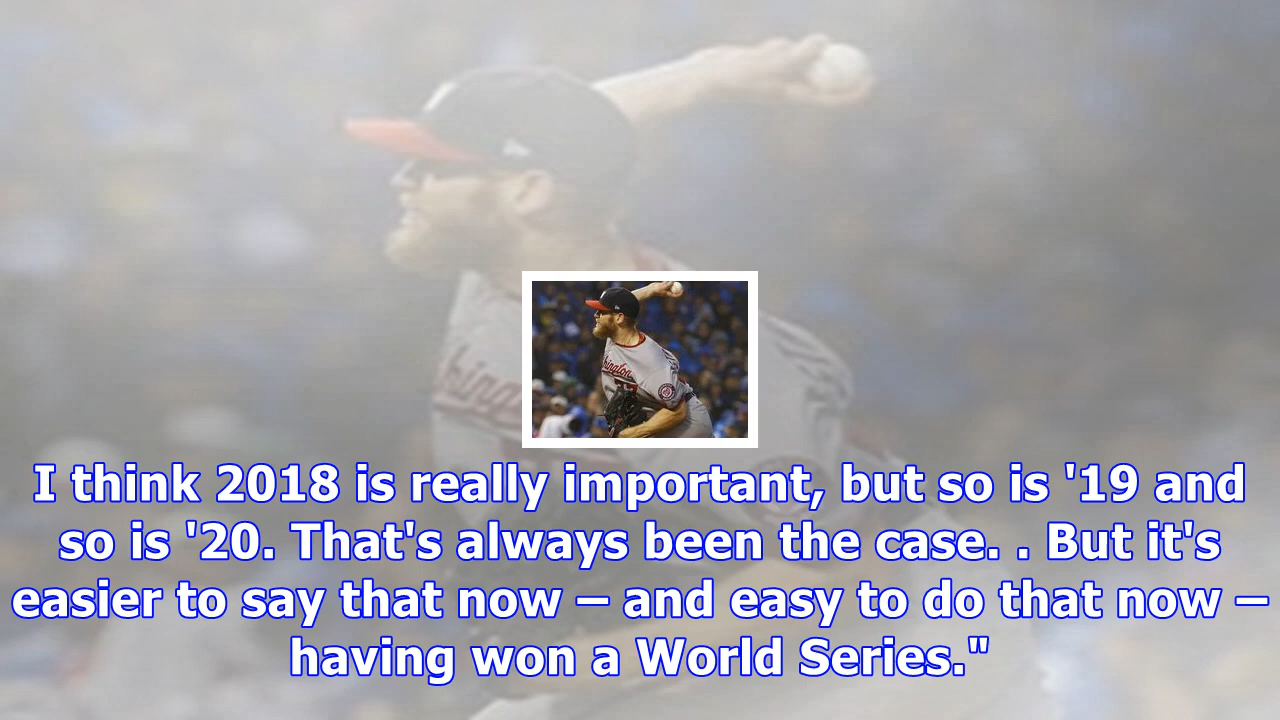 I think 2018 is really important, but so is '19 and
so is '20. That's always been the case. . But it's
easier to say that now – and easy to do that now –
having won a World Series."